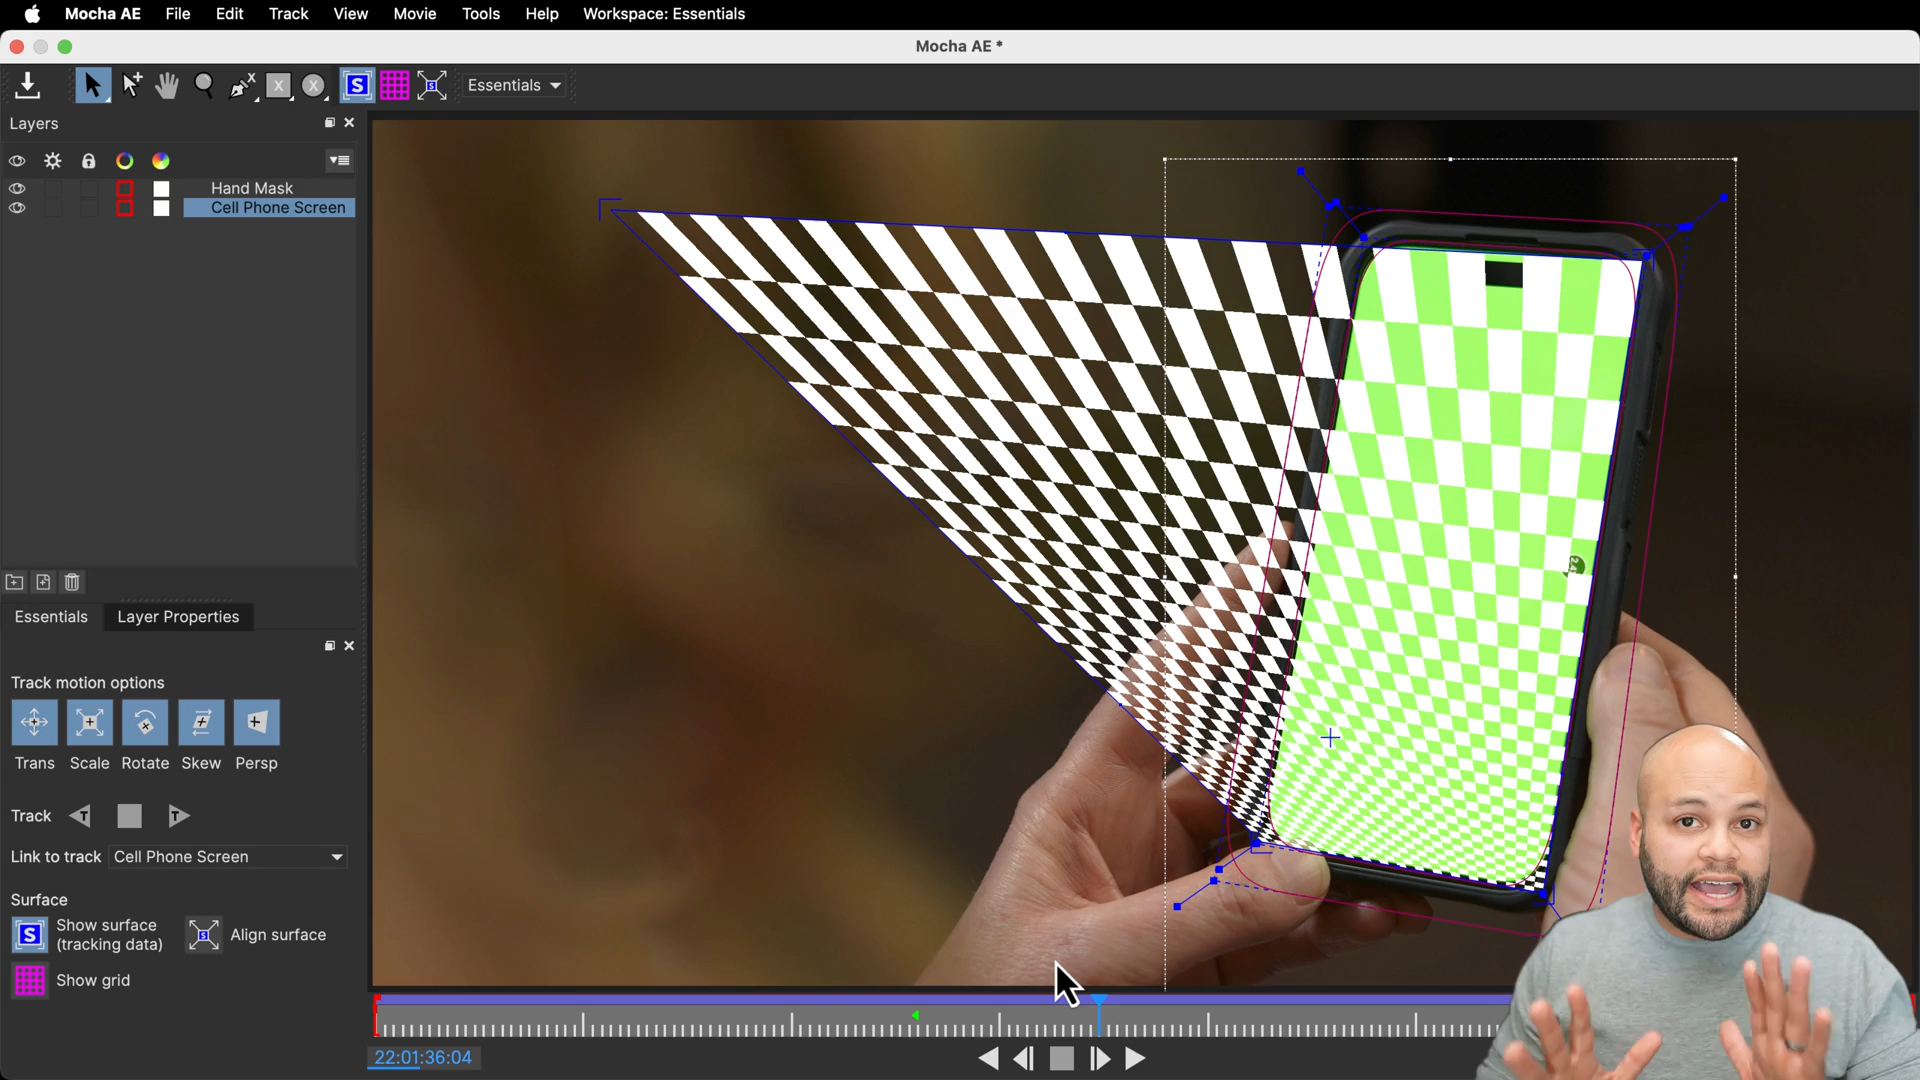 Mocha AE File Edit Track View Movie Tools Help Workspace: Essentials
Mocha AE *
S Essentials
Layers
Hand Mask
Cell Phone Screen
Essentials Layer Properties
Track motion options
Trans Scale Rotate Skew Persp
Track T T
Link to track Cell Phone Screen
Surface
S Show surface (tracking data) S Align surface
Show grid
22:01:36:04